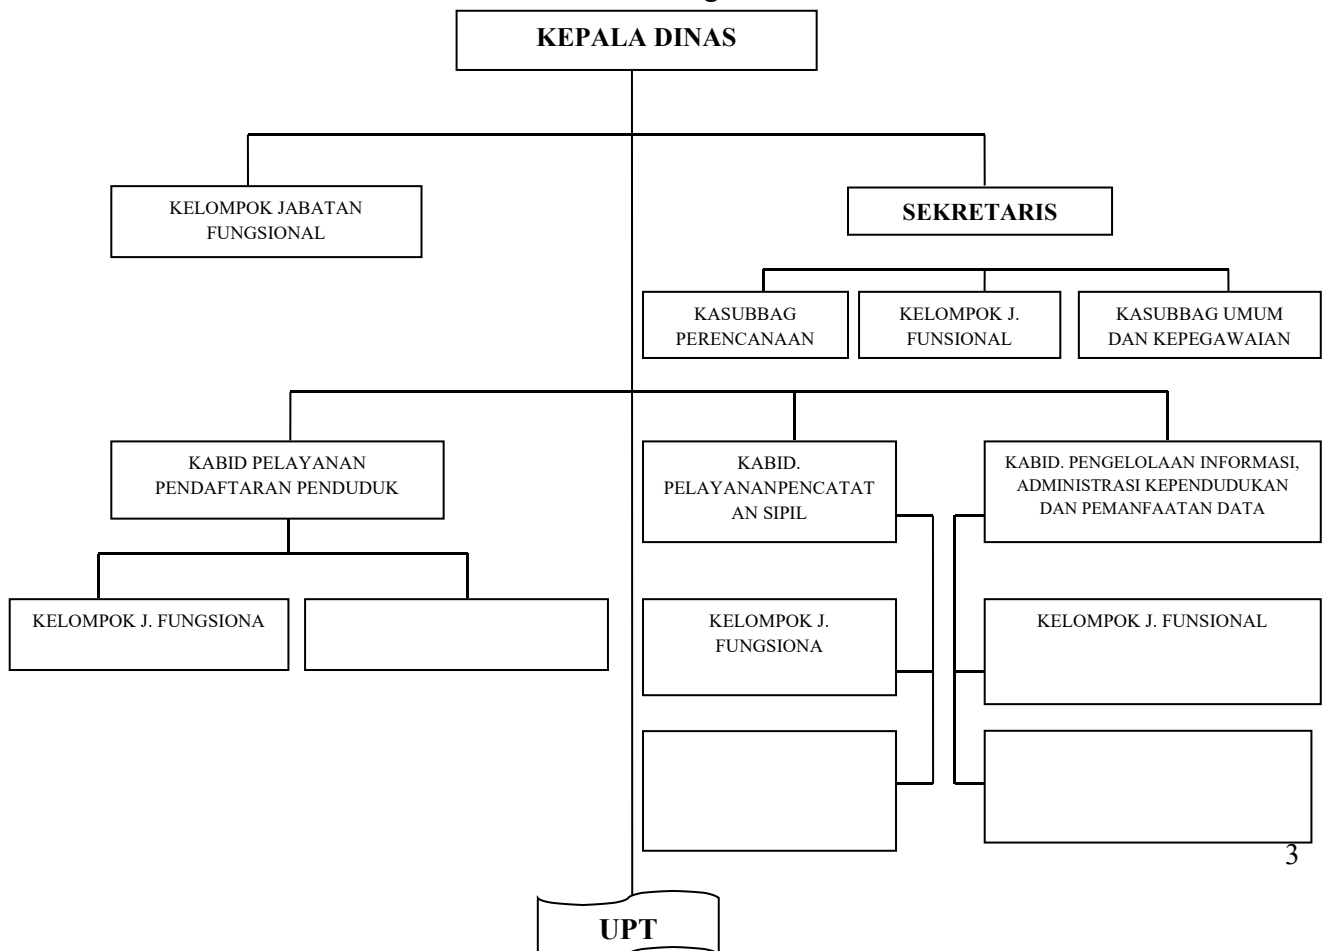 KEPALA DINAS
KELOMPOK JABATAN
FUNGSIONAL
SEKRETARIS
KASUBBAG
PERENCANAAN
KELOMPOK J.
FUNSIONAL
KASUBBAG UMUM
DAN KEPEGAWAIAN
KABID PELAYANAN
PENDAFTARAN PENDUDUK
KABID.
PELAYANANPENCATAT
AN SIPIL
KABID. PENGELOLAAN INFORMASI,
ADMINISTRASI KEPENDUDUKAN
DAN PEMANFAATAN DATA
KELOMPOK J. FUNGSIONA
KELOMPOK J.
FUNGSIONA
KELOMPOK J. FUNSIONAL
3
UPT